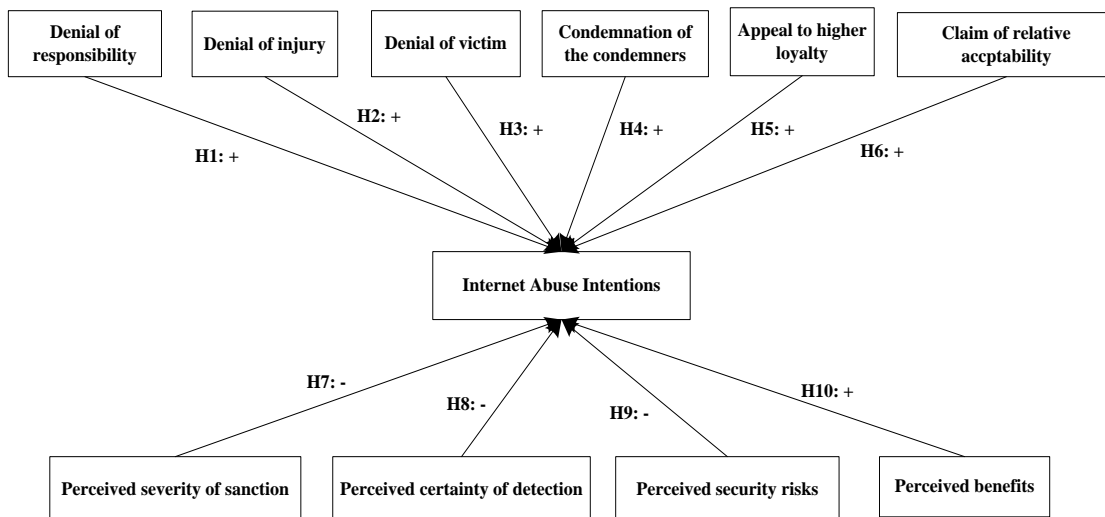 Denial of
responsibility
Denial of injury
Denial of victim
Condemnation of
the condemners
Appeal to higher
loyalty
Claim of relative
accptability
H1: +
H2: +
H3: +
H4: +
H5: +
H6: +
Internet Abuse Intentions
H7: -
H8: -
H9: -
H10: +
Perceived severity of sanction
Perceived certainty of detection
Perceived security risks
Perceived benefits